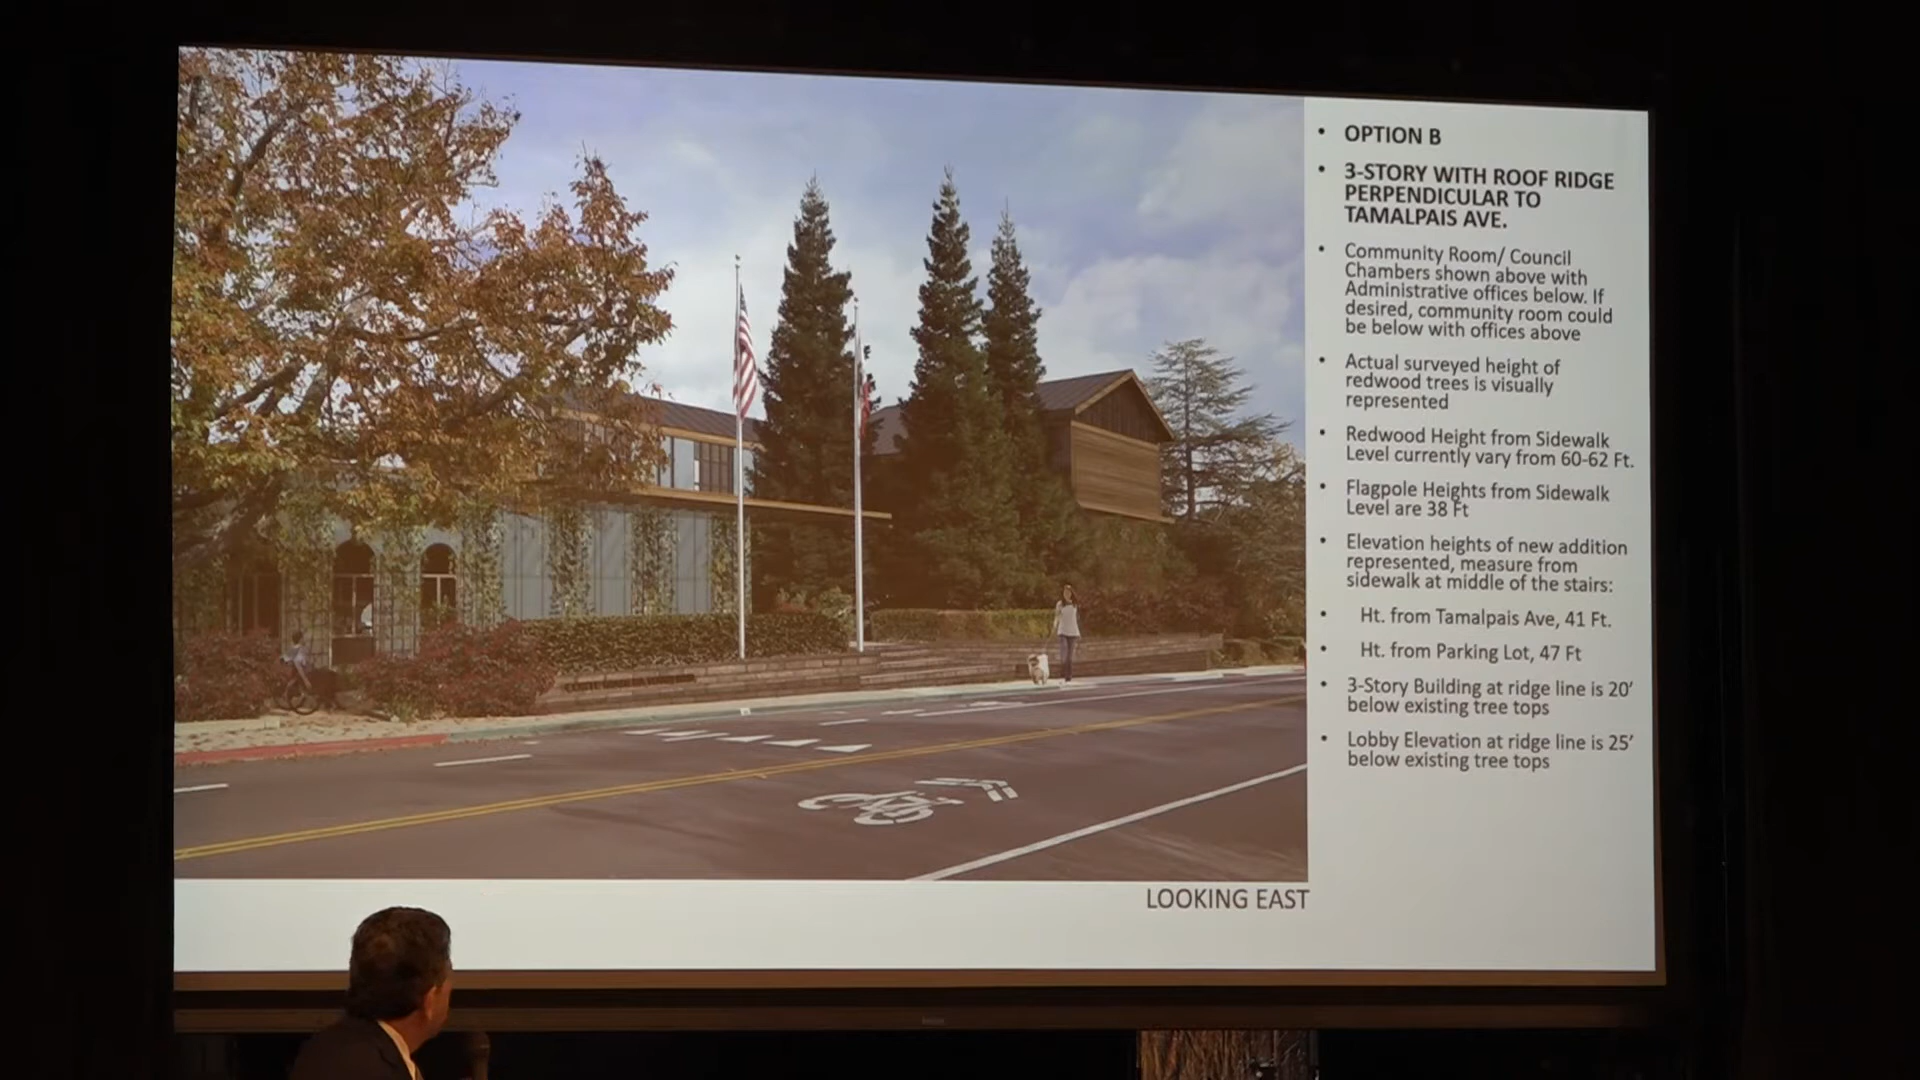 OPTION B
3-STORY WITH ROOF RIDGE
PERPENDICULAR TO
TAMALPAIS AVE.
Community Room/ Council
Chambers shown above with
Administrative offices below. If
desired, community room could
be below with offices above
Actual surveyed height of
redwood trees is visually
represented
Redwood Height from Sidewalk
Level currently vary from 60-62 Ft.
Flagpole Heights from Sidewalk
Level are 38 Ft
Elevation heights of new addition
represented, measure from
sidewalk at middle of the stairs:
Ht. from Tamalpais Ave, 41 Ft.
Ht. from Parking Lot, 47 Ft
3-Story Building at ridge line is 20'
below existing tree tops
Lobby Elevation at ridge line is 25'
below existing tree tops
LOOKING EAST